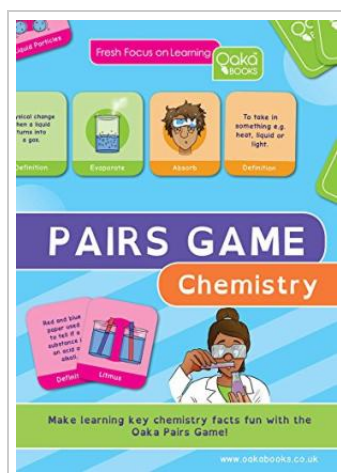 Liquid Particles
Fresh Focus on Learning
Oaka
BOOKS
ysical change
hen a liquid
turns into
a gas.
Definition
Evaporate
Absorb
To take in
something e.g.
heat, liquid or
light.
Definition
PAIRS GAME
Chemistry
Red and blue
paper used
to tell if a
substance i
an acid o
alkali.
Definit
Litmus
Make learning key chemistry facts fun with the
Oaka Pairs Game!
www.oakabooks.co.uk